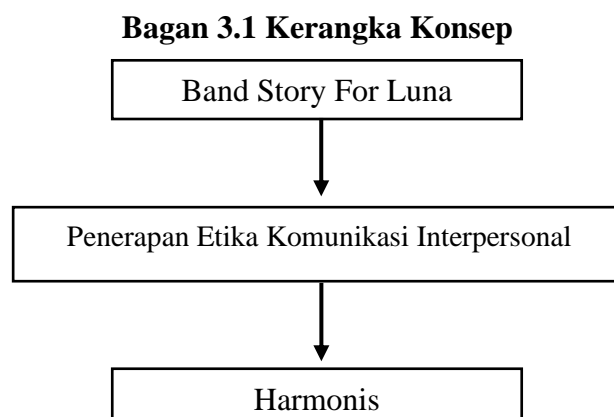 Bagan 3.1 Kerangka Konsep
Band Story For Luna
Penerapan Etika Komunikasi Interpersonal
Harmonis